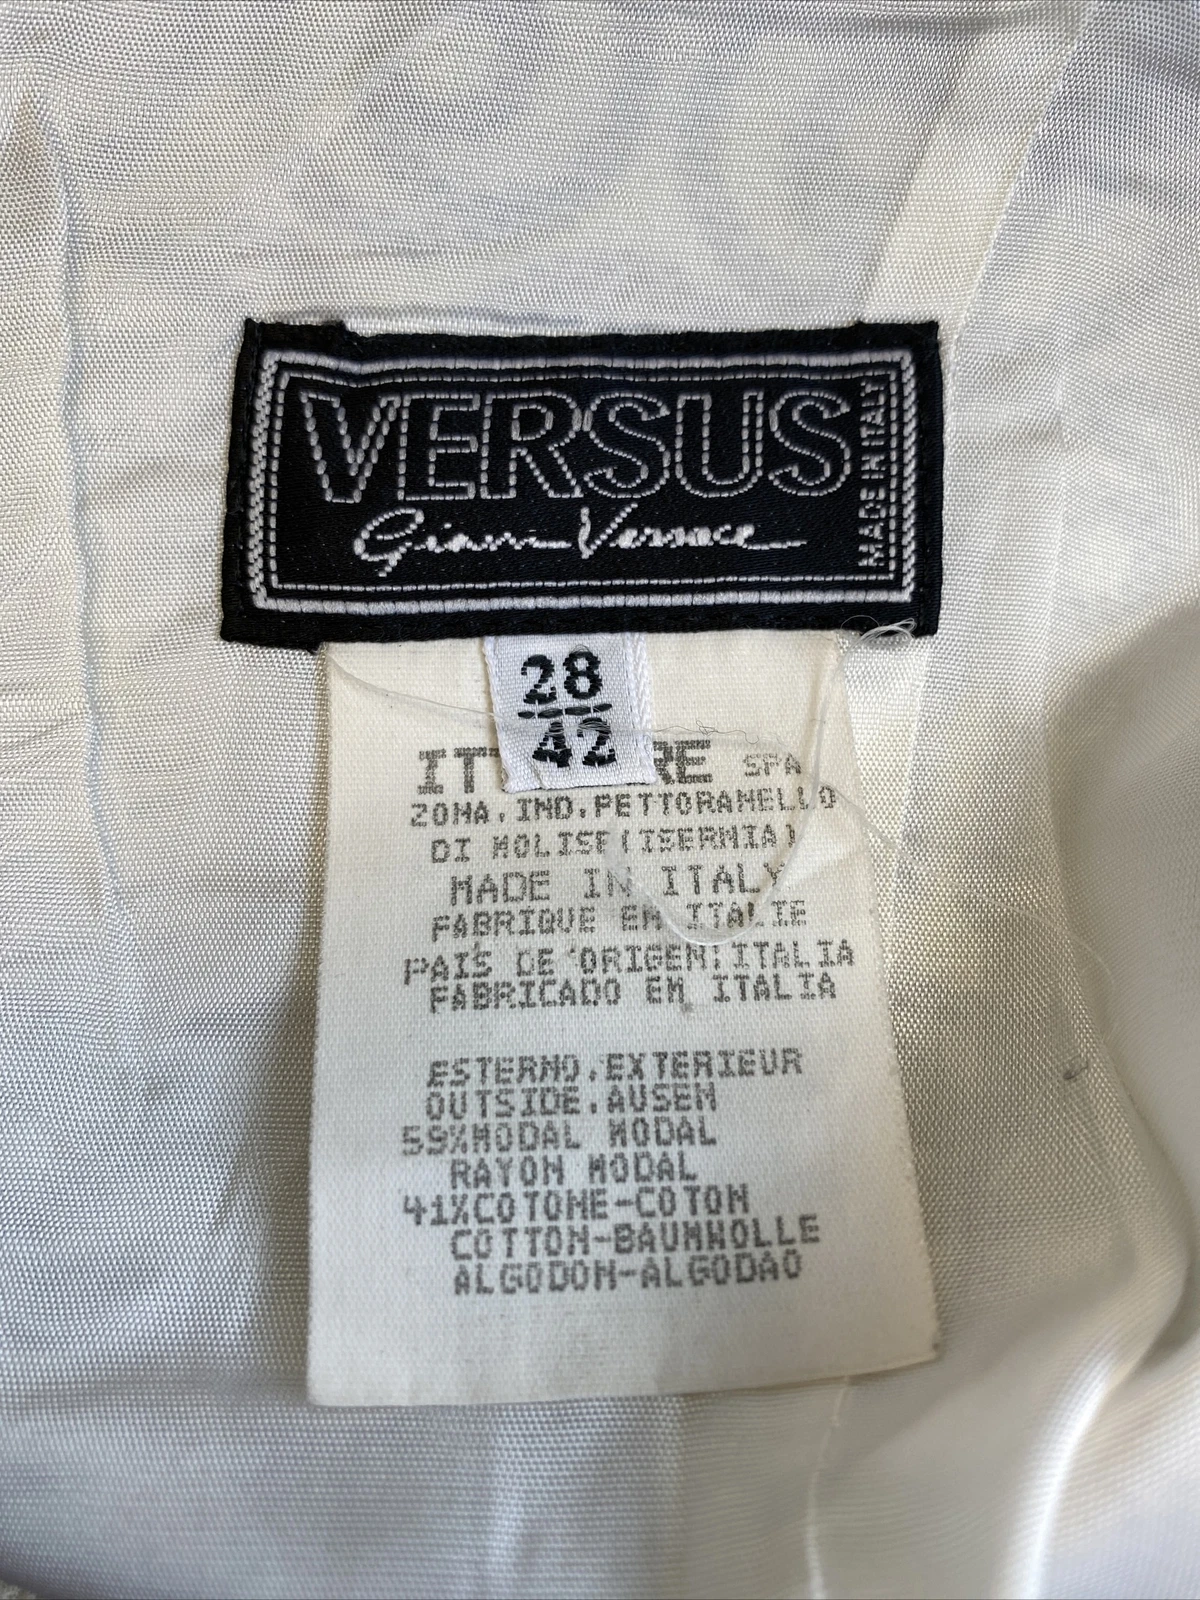 VERSUS
Gianni Versace
MADE IN ITALY
28
42
SPA
ZONA.IND.PETTORANELLO
DI MOLISE(ISERNIA)
MADE IN ITALY
FABRIQUE EN ITALIE
PAIS DE ORIGEN:ITALIA
FABRICADO EM ITALIA
ESTERNO.EXTERIEUR
OUTSIDE.AUSEN
59%MODAL MODAL
RAYON MODAL
41%COTONE-COTON
COTTON-BAUMWOLLE
ALGODON-ALGODAO